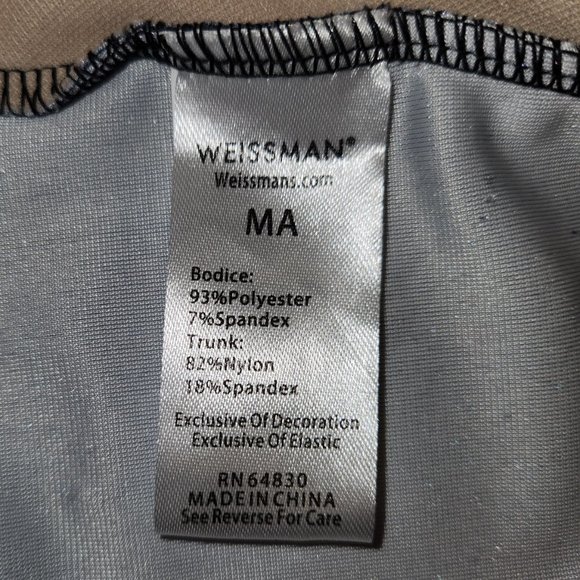 WEISSMAN®
Weissmans.com
MA
Bodice:
93%Polyester
7%Spandex
Trunk:
82%Nylon
18%Spandex
Exclusive Of Decoration
Exclusive Of Elastic
RN 64830
MADE IN CHINA
See Reverse For Care